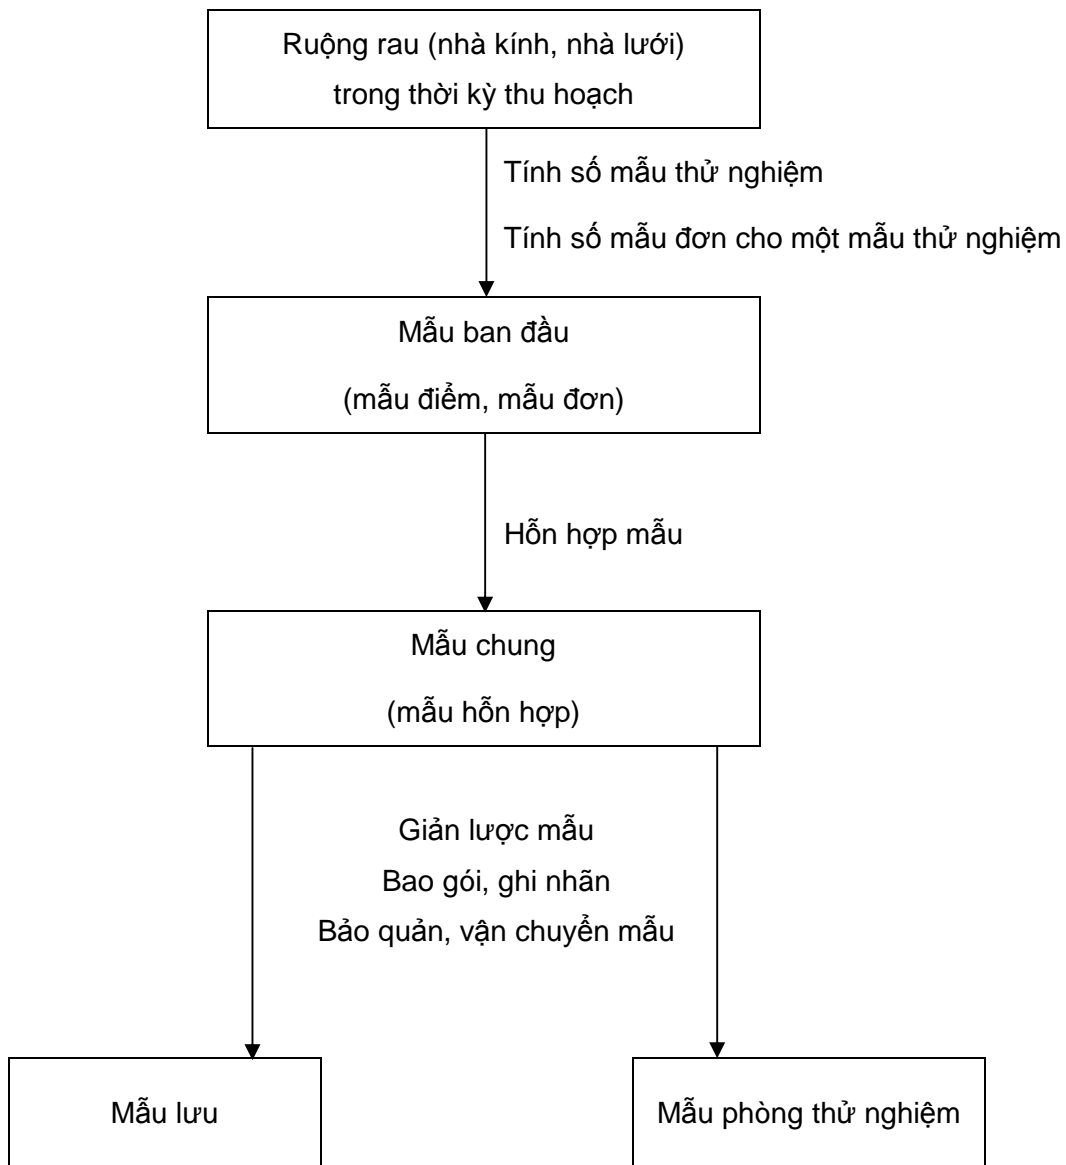 Ruộng rau (nhà kính, nhà lưới)
trong thời kỳ thu hoạch
Tính số mẫu thử nghiệm
Tính số mẫu đơn cho một mẫu thử nghiệm
Mẫu ban đầu
(mẫu điểm, mẫu đơn)
Hỗn hợp mẫu
Mẫu chung
(mẫu hỗn hợp)
Giản lược mẫu
Bao gói, ghi nhãn
Bảo quản, vận chuyển mẫu
Mẫu lưu
Mẫu phòng thử nghiệm